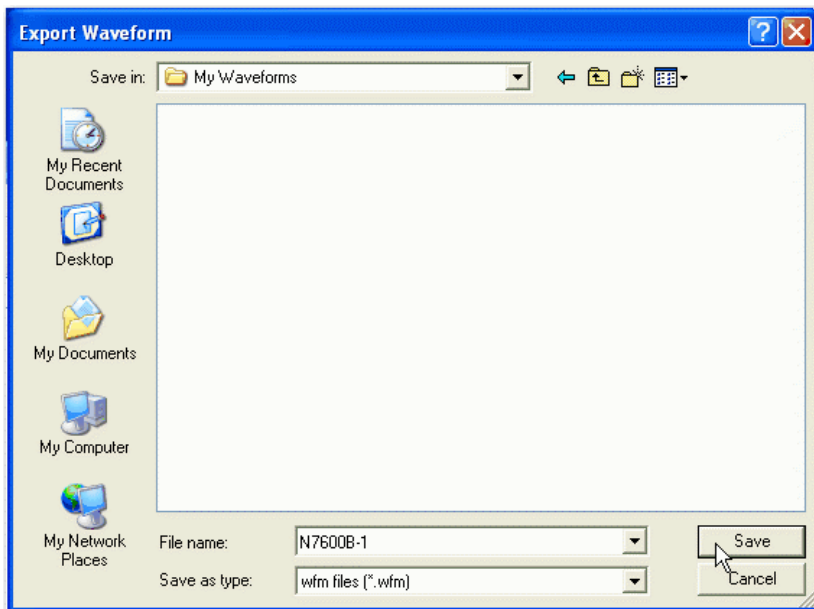 Export Waveform
Save in:
My Waveforms
My Recent
Documents
Desktop
My Documents
My Computer
My Network
Places
File name:
N7600B-1
Save
Save as type:
wfm files (*.wfm)
Cancel